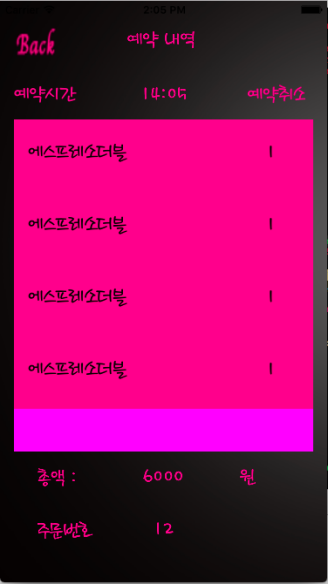 2:05 PM
Back 예약 내역
예약시간 14:05 예약취소
에스프레소더블 1
에스프레소더블 1
에스프레소더블 1
에스프레소더블 1
총액 : 6000 원
주문번호 12